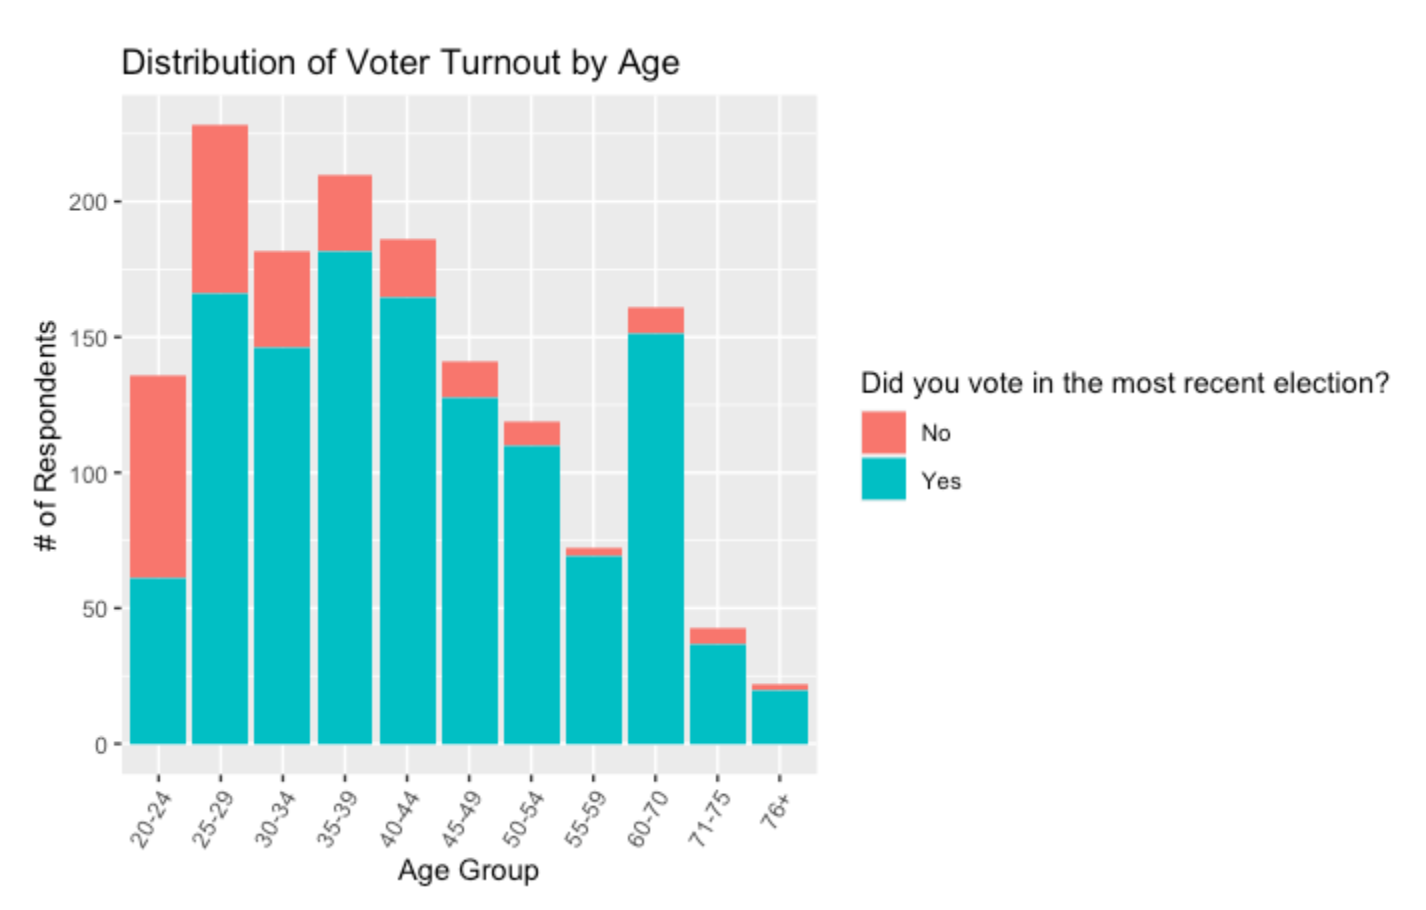 Distribution of Voter Turnout by Age
# of Respondents
200
150
100
50
0
20-24
25-29
30-34
35-39
40-44
45-49
50-54
55-59
60-70
71-75
76+
Age Group
Did you vote in the most recent election?
No
Yes